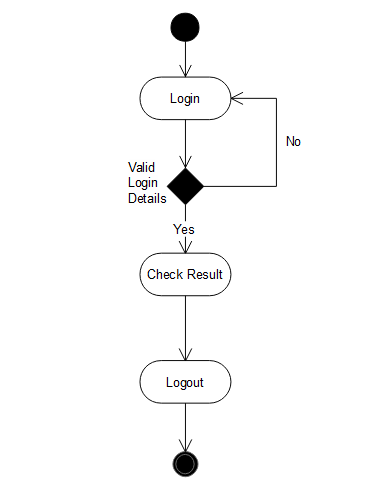 Login
No
Valid
Login
Details
Yes
Check Result
Logout